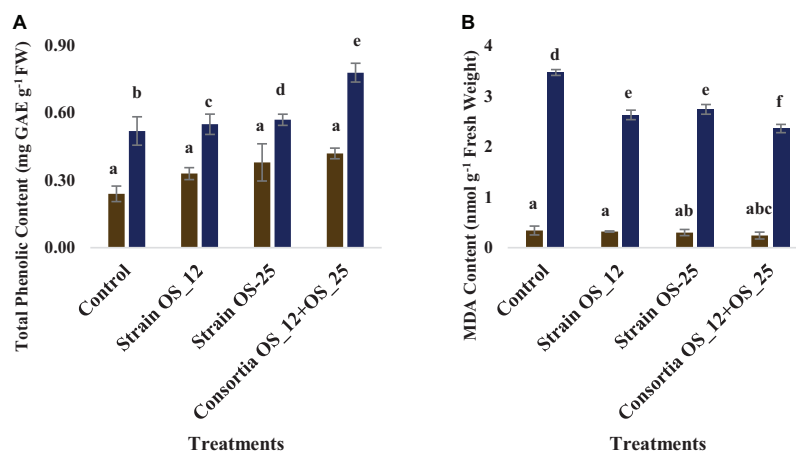 A
Total Phenolic Content (mg GAE g-1 FW)
0.90
0.60
0.30
0.00
a
b
a
c
a
d
a
e
Control
Strain OS_12
Strain OS-25
Consortia OS_12+OS_25
Treatments
B
MDA Content (nmol g-1 Fresh Weight)
4
3
2
1
0
a
d
a
e
ab
e
abc
f
Control
Strain OS_12
Strain OS-25
Consortia OS_12+OS_25
Treatments